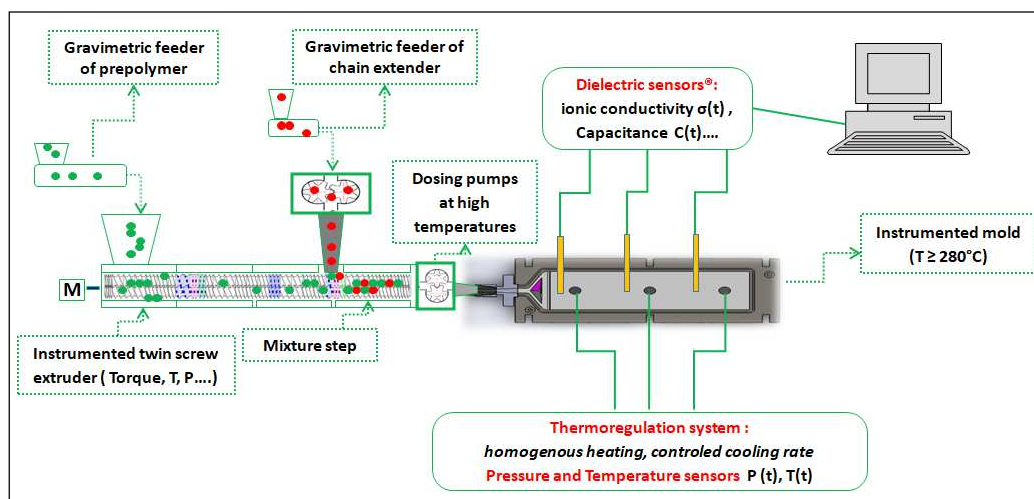 Gravimetric feeder
of prepolymer
Gravimetric feeder of
chain extender
Dielectric sensors®:
ionic conductivity σ(t) ,
Capacitance C(t)....
Dosing pumps
at high
temperatures
Instrumented mold
(T ≥ 280°C)
M
Instrumented twin screw
extruder ( Torque, T, P....)
Mixture step
Thermoregulation system :
homogenous heating, controled cooling rate
Pressure and Temperature sensors P (t), T(t)